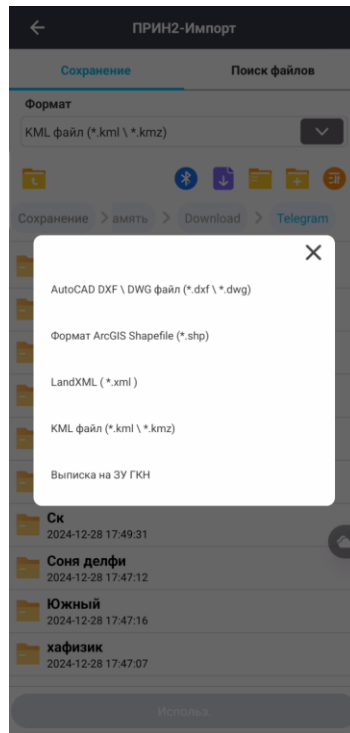 ПРИН2-Импорт
Сохранение Поиск файлов
Формат
KML файл (*.kml \ *.kmz)
Сохранение > амять > Download > Telegram
AutoCAD DXF \ DWG файл (*.dxf \ *.dwg)
Формат ArcGIS Shapefile (*.shp)
LandXML ( *.xml )
KML файл (*.kml \ *.kmz)
Выписка на ЗУ ГКН
Ск
2024-12-28 17:49:31
Соня делфи
2024-12-28 17:47:12
Южный
2024-12-28 17:47:16
хафизик
2024-12-28 17:47:07
Использ.